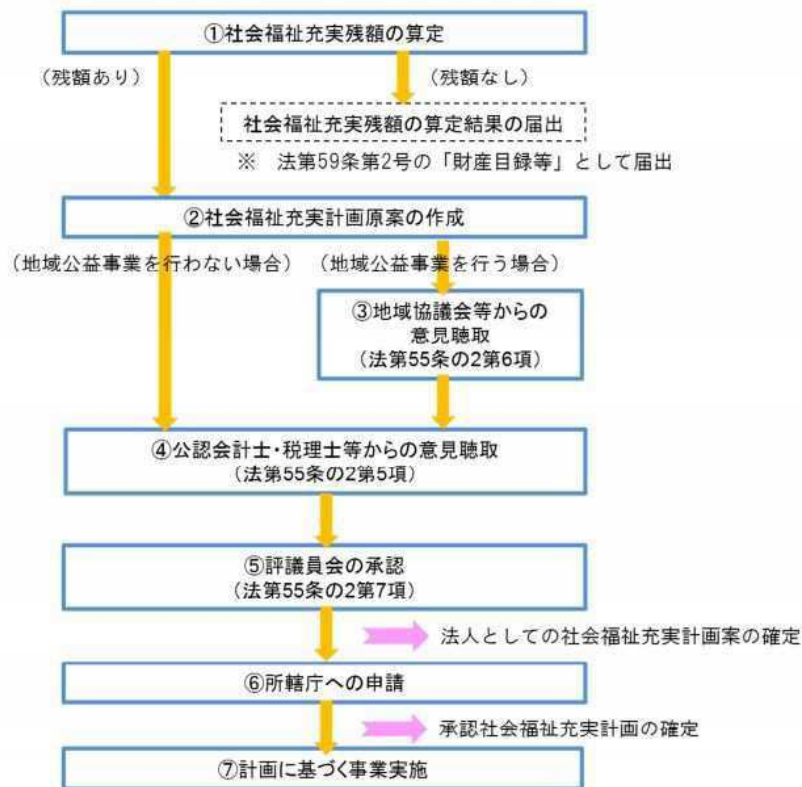 ①社会福祉充実残額の算定
（残額あり）
（残額なし）
社会福祉充実残額の算定結果の届出
※ 法第59条第2号の「財産目録等」として届出
②社会福祉充実計画原案の作成
（地域公益事業を行わない場合）
（地域公益事業を行う場合）
③地域協議会等からの
意見聴取
（法第55条の2第6項）
④公認会計士・税理士等からの意見聴取
（法第55条の2第5項）
⑤評議員会の承認
（法第55条の2第7項）
法人としての社会福祉充実計画案の確定
⑥所轄庁への申請
承認社会福祉充実計画の確定
⑦計画に基づく事業実施